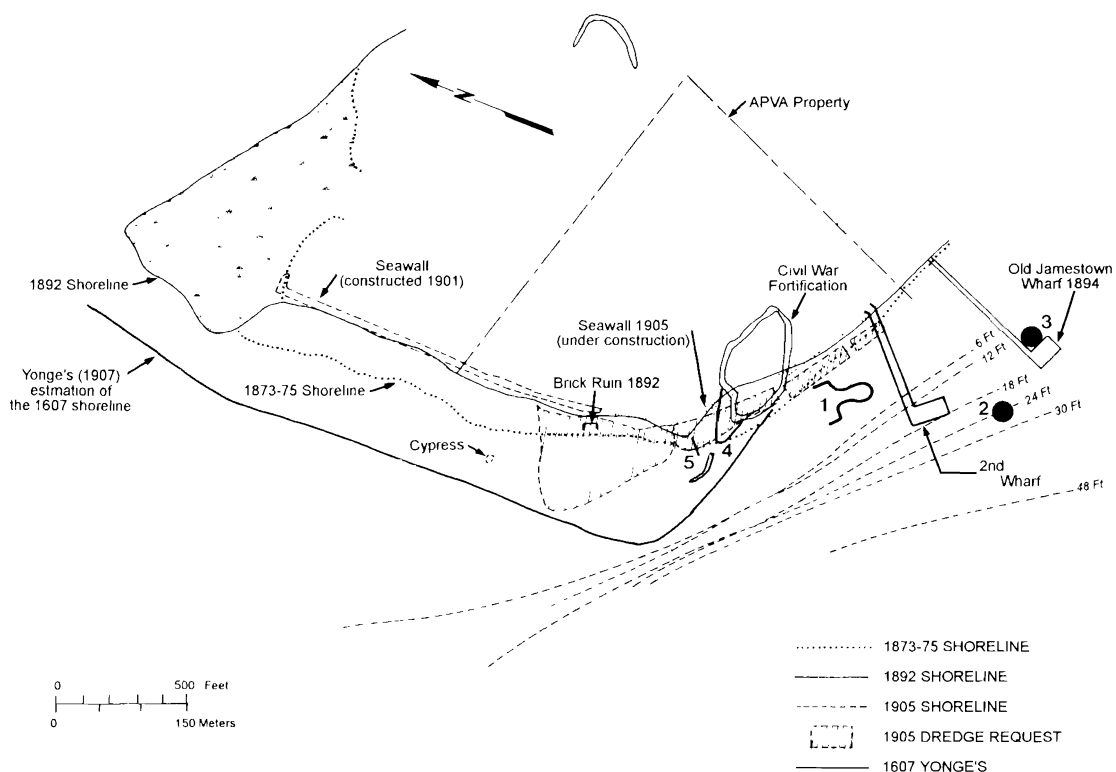 N
APVA Property
1892 Shoreline
Seawall
(constructed 1901)
Civil War
Fortification
Old Jamestown
Wharf 1894
Seawall 1905
(under construction)
3
6 Ft
12 Ft
18 Ft
24 Ft
30 Ft
48 Ft
Yonge's (1907)
estmation of
the 1607 shoreline
1873-75 Shoreline
Brick Ruin 1892
1
2
Cypress
5
4
2nd
Wharf
0 500 Feet
0 150 Meters
1873-75 SHORELINE
1892 SHORELINE
1905 SHORELINE
1905 DREDGE REQUEST
1607 YONGE'S